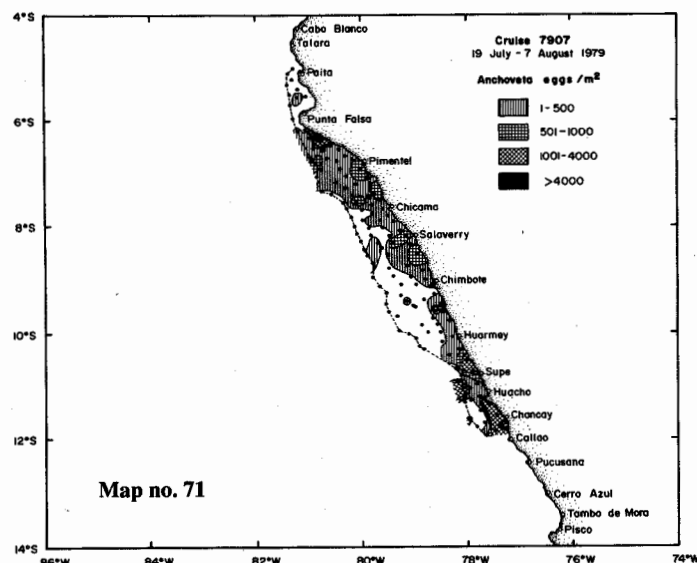 4°S
Cabo Blanco
Talara
Paita
6°S
Punta Falsa
Pimentel
Chicama
8°S
Salaverry
Chimbote
10°S
Huarmey
Supe
Huacho
Chancay
12°S
Callao
Pucusana
Cerro Azul
Tambo de Mora
Pisco
14°S
86°W
84°W
82°W
80°W
78°W
76°W
74°W
Cruise 7907
19 July - 7 August 1979
Anchoveta eggs /m²
1-500
501-1000
1001-4000
>4000
Map no. 71